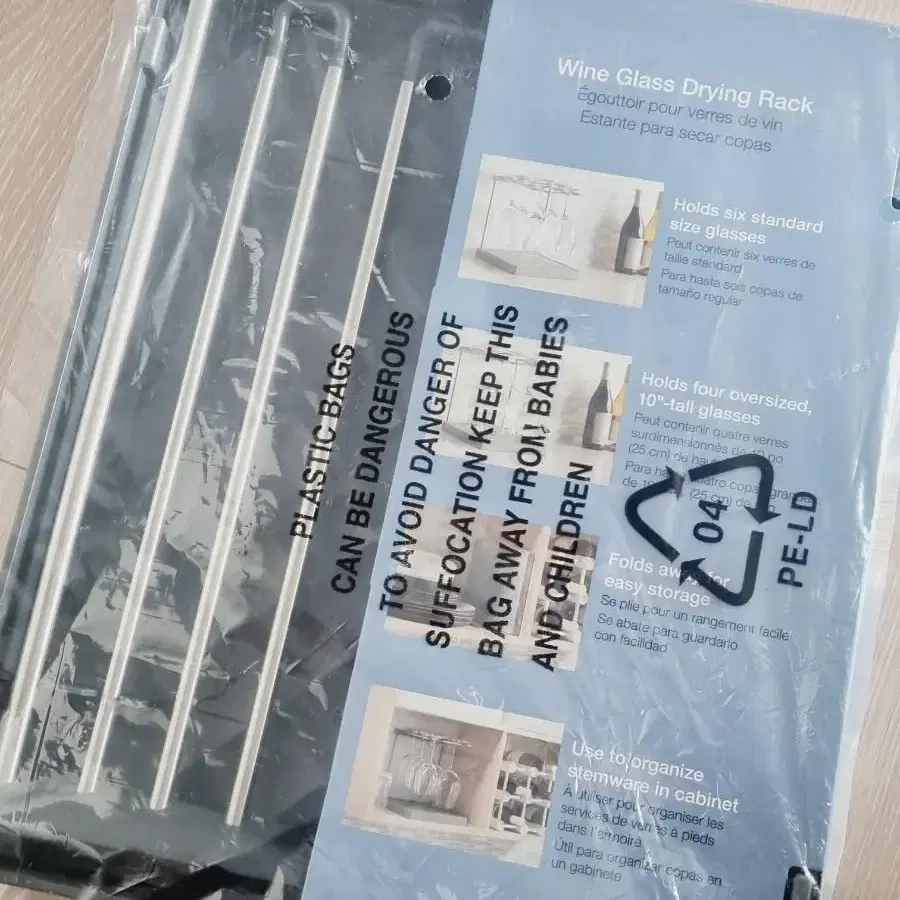 Wine Glass Drying Rack
Égouttoir pour verres de vin
Estante para secar copas
Holds six standard
size glasses
Peut contenir six verres de
taille standard
Para hasta seis copas de
tamaño regular
Holds four oversized,
10"-tall glasses
Peut contenir quatre verres
surdimensionnés de 10 po
(25 cm) de
Para
de (25 cm) de
Folds away for
easy storage
Se plie pour un rangement facile
Se abate para guardarlo
con facilidad
Use to organize
stemware in cabinet
À utiliser pour organiser les
services de verres à pieds
dans l'armoire
Útil para organizar copas en
un gabinete
PLASTIC BAGS
CAN BE DANGEROUS
TO AVOID DANGER OF
SUFFOCATION KEEP THIS
BAG AWAY FROM BABIES
AND CHILDREN
04
PE-LD